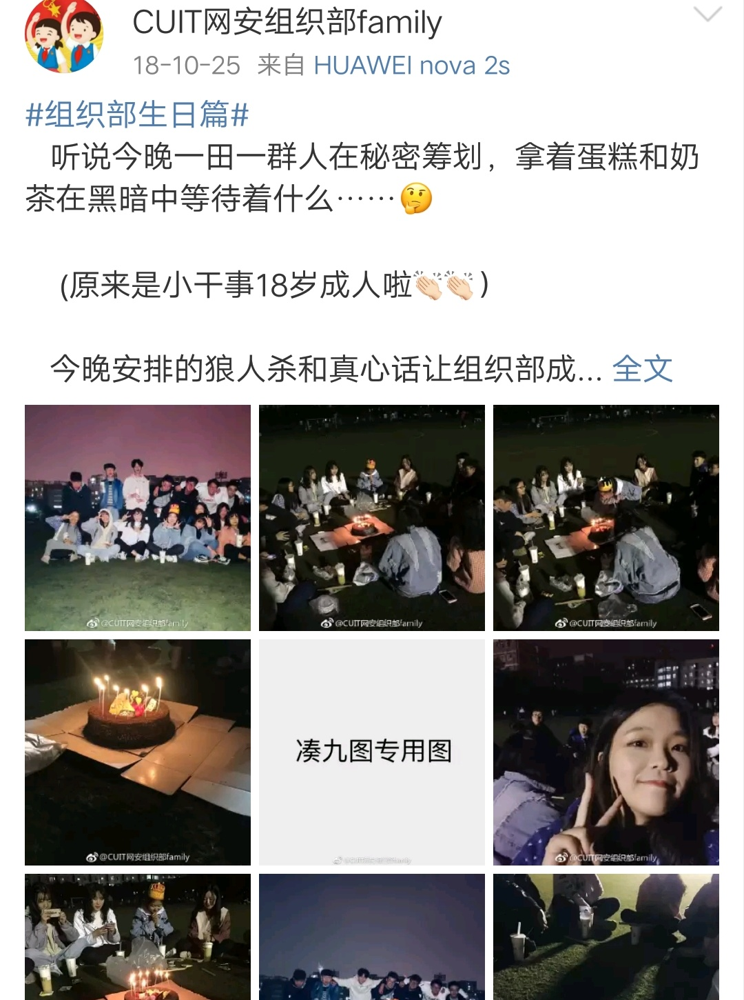 CUIT网安组织部family
18-10-25 来自 HUAWEI nova 2s
#组织部生日篇#
听说今晚一田一群人在秘密筹划，拿着蛋糕和奶
茶在黑暗中等待着什么……🤔
(原来是小干事18岁成人啦👏🏻👏🏻)
今晚安排的狼人杀和真心话让组织部成... 全文
@CUIT网安组织部family
@CUIT网安组织部family
@CUIT网安组织部family
@CUIT网安组织部family
凑九图专用图
@CUIT网安组织部family
@CUIT网安组织部family